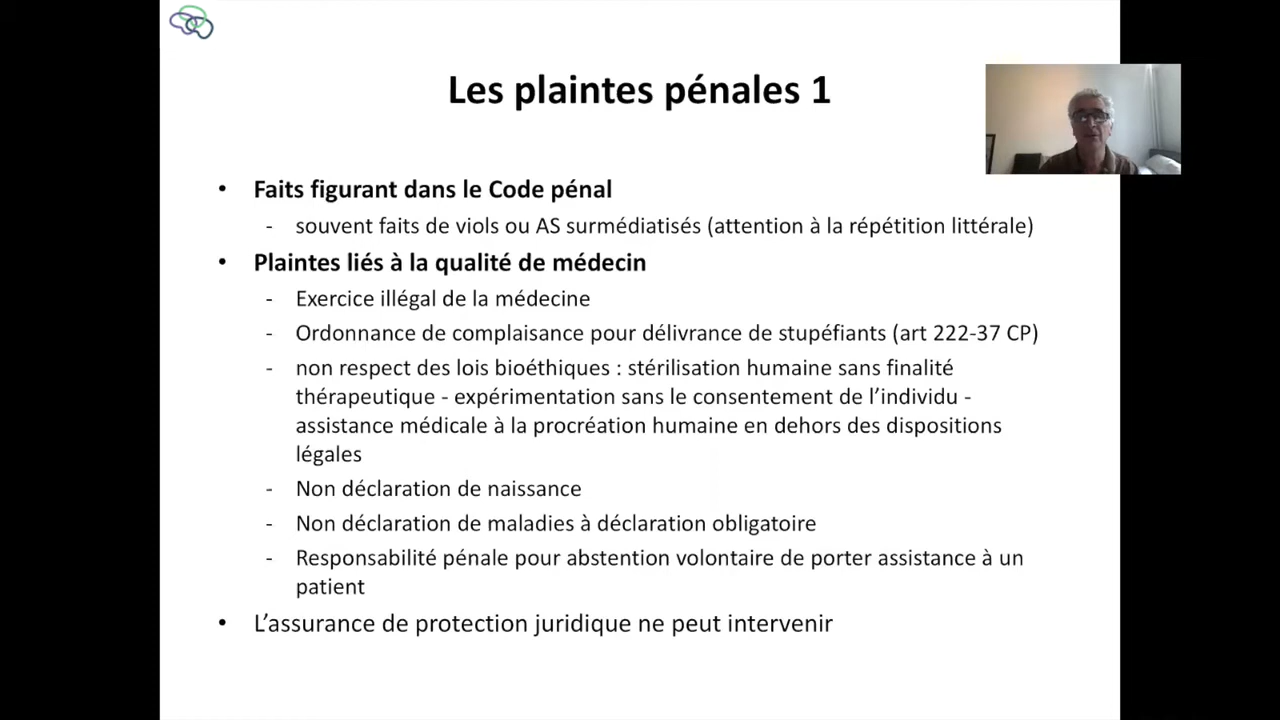 Les plaintes pénales 1
• Faits figurant dans le Code pénal
- souvent faits de viols ou AS surmédiatisés (attention à la répétition littérale)
• Plaintes liés à la qualité de médecin
- Exercice illégal de la médecine
- Ordonnance de complaisance pour délivrance de stupéfiants (art 222-37 CP)
- non respect des lois bioéthiques : stérilisation humaine sans finalité
thérapeutique - expérimentation sans le consentement de l’individu -
assistance médicale à la procréation humaine en dehors des dispositions
légales
- Non déclaration de naissance
- Non déclaration de maladies à déclaration obligatoire
- Responsabilité pénale pour abstention volontaire de porter assistance à un
patient
• L’assurance de protection juridique ne peut intervenir